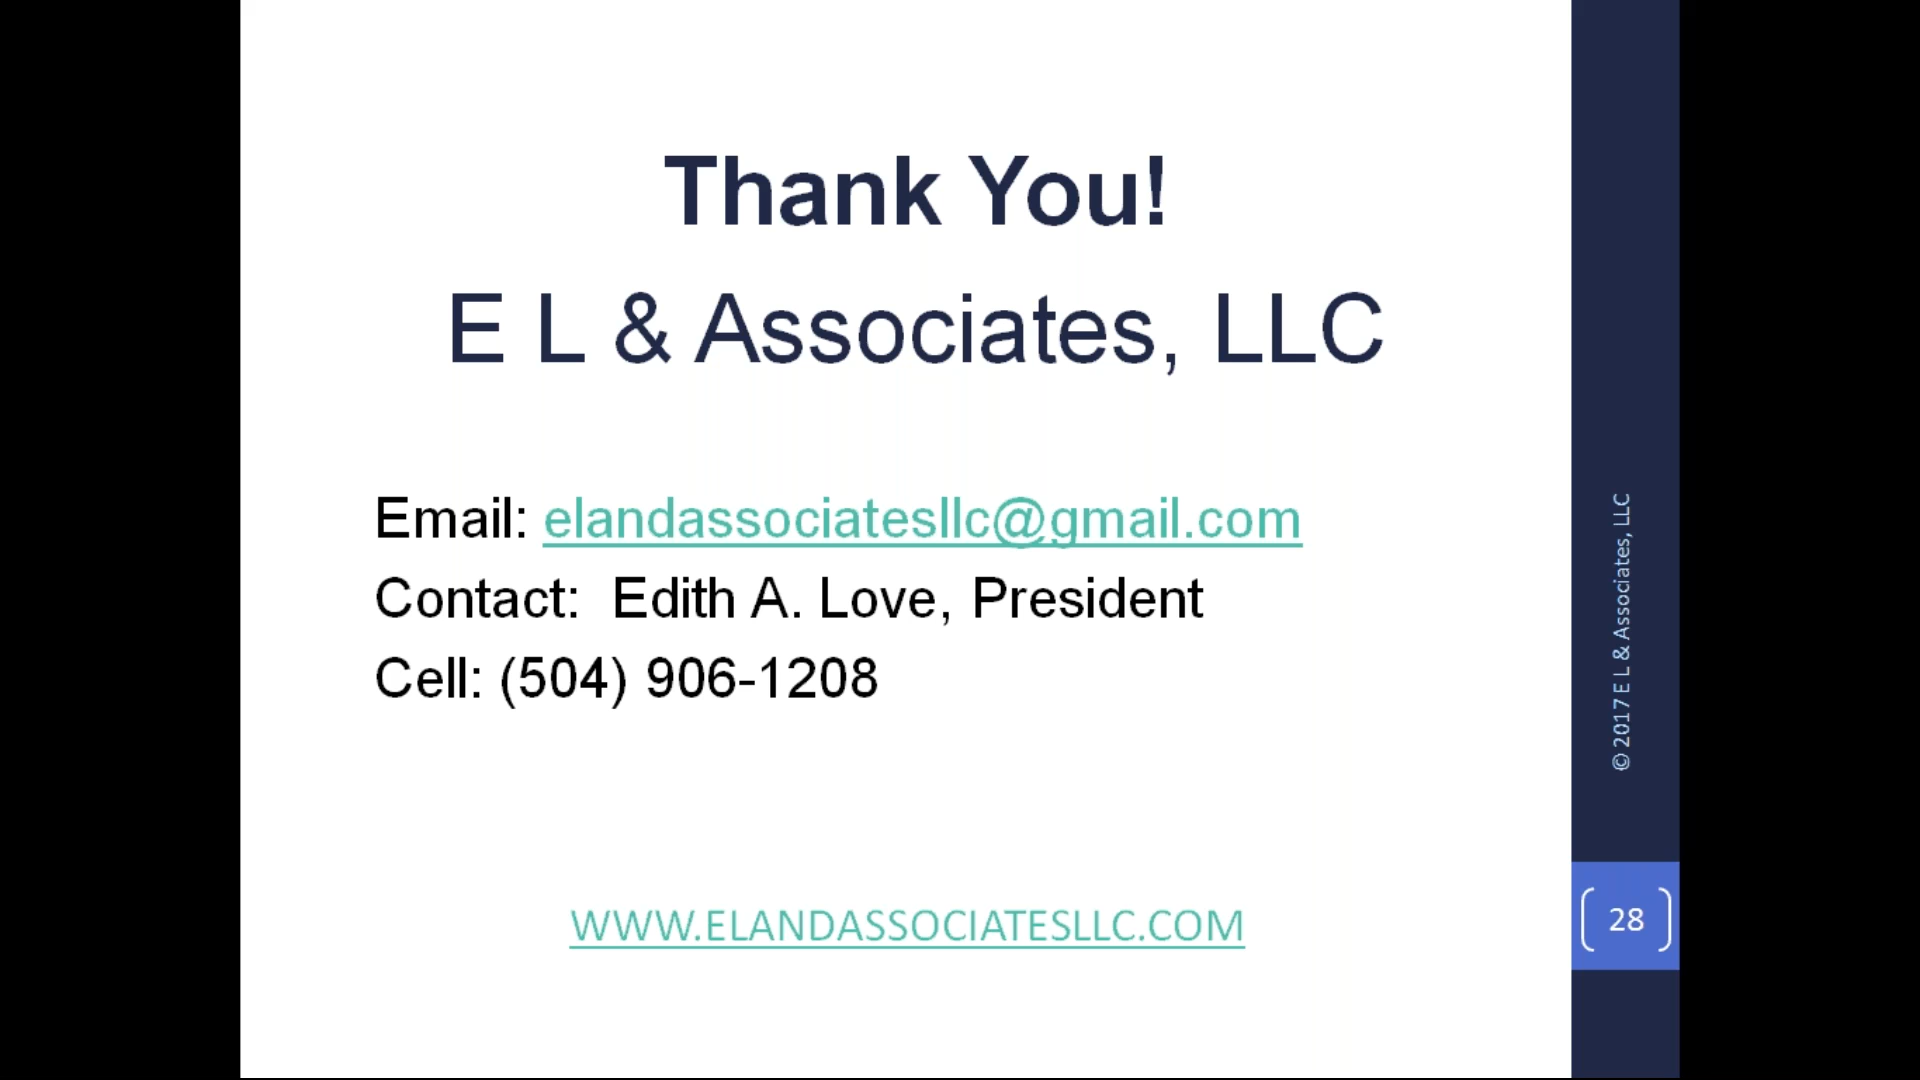 Thank You!
E L & Associates, LLC
Email: elandassociatesllc@gmail.com
Contact:  Edith A. Love, President
Cell: (504) 906-1208
WWW.ELANDASSOCIATESLLC.COM
© 2017 E L & Associates, LLC
28